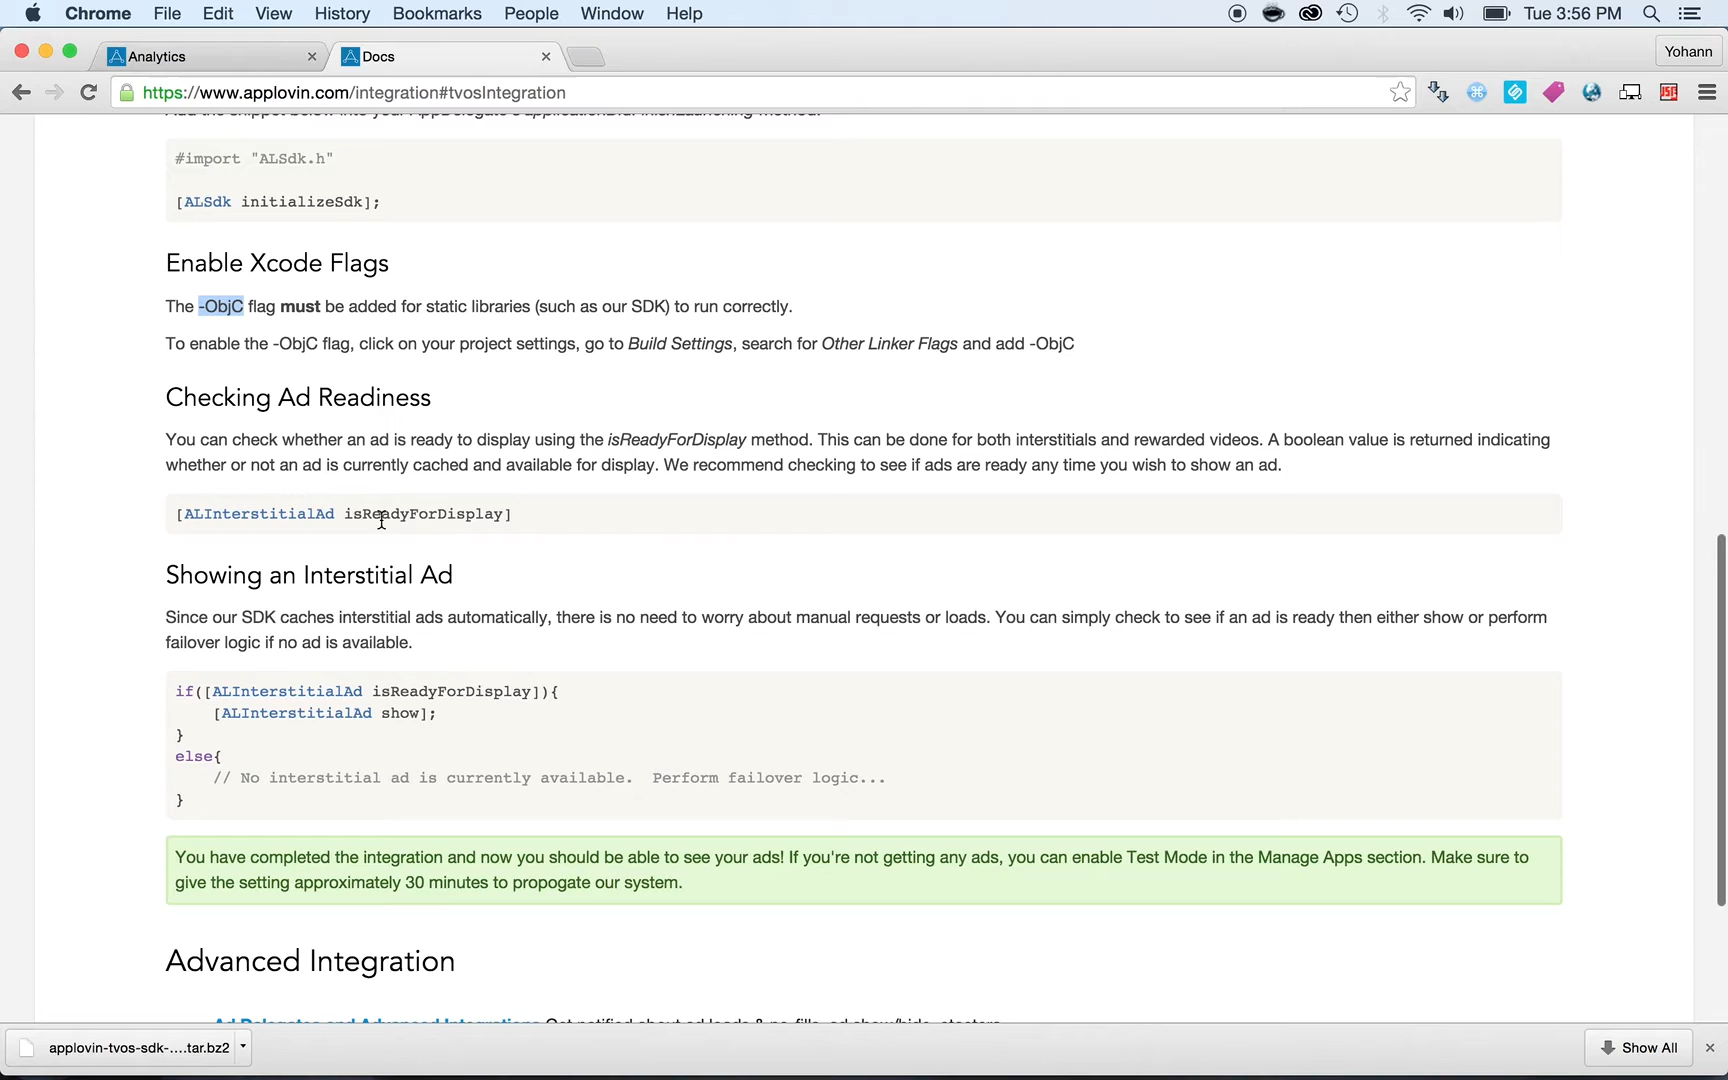 Chrome File Edit View History Bookmarks People Window Help Tue 3:56 PM
Analytics Docs Yohann
https://www.applovin.com/integration#tvosIntegration
#import "ALSdk.h"
[ALSdk initializeSdk];
Enable Xcode Flags
The -ObjC flag must be added for static libraries (such as our SDK) to run correctly.
To enable the -ObjC flag, click on your project settings, go to Build Settings, search for Other Linker Flags and add -ObjC
Checking Ad Readiness
You can check whether an ad is ready to display using the isReadyForDisplay method. This can be done for both interstitials and rewarded videos. A boolean value is returned indicating
whether or not an ad is currently cached and available for display. We recommend checking to see if ads are ready any time you wish to show an ad.
[ALInterstitialAd isReadyForDisplay]
Showing an Interstitial Ad
Since our SDK caches interstitial ads automatically, there is no need to worry about manual requests or loads. You can simply check to see if an ad is ready then either show or perform
failover logic if no ad is available.
if([ALInterstitialAd isReadyForDisplay]){
[ALInterstitialAd show];
}
else{
// No interstitial ad is currently available. Perform failover logic...
}
You have completed the integration and now you should be able to see your ads! If you're not getting any ads, you can enable Test Mode in the Manage Apps section. Make sure to
give the setting approximately 30 minutes to propogate our system.
Advanced Integration
Ad Delegates and Advanced Integrations
applovin-tvos-sdk-....tar.bz2 Show All